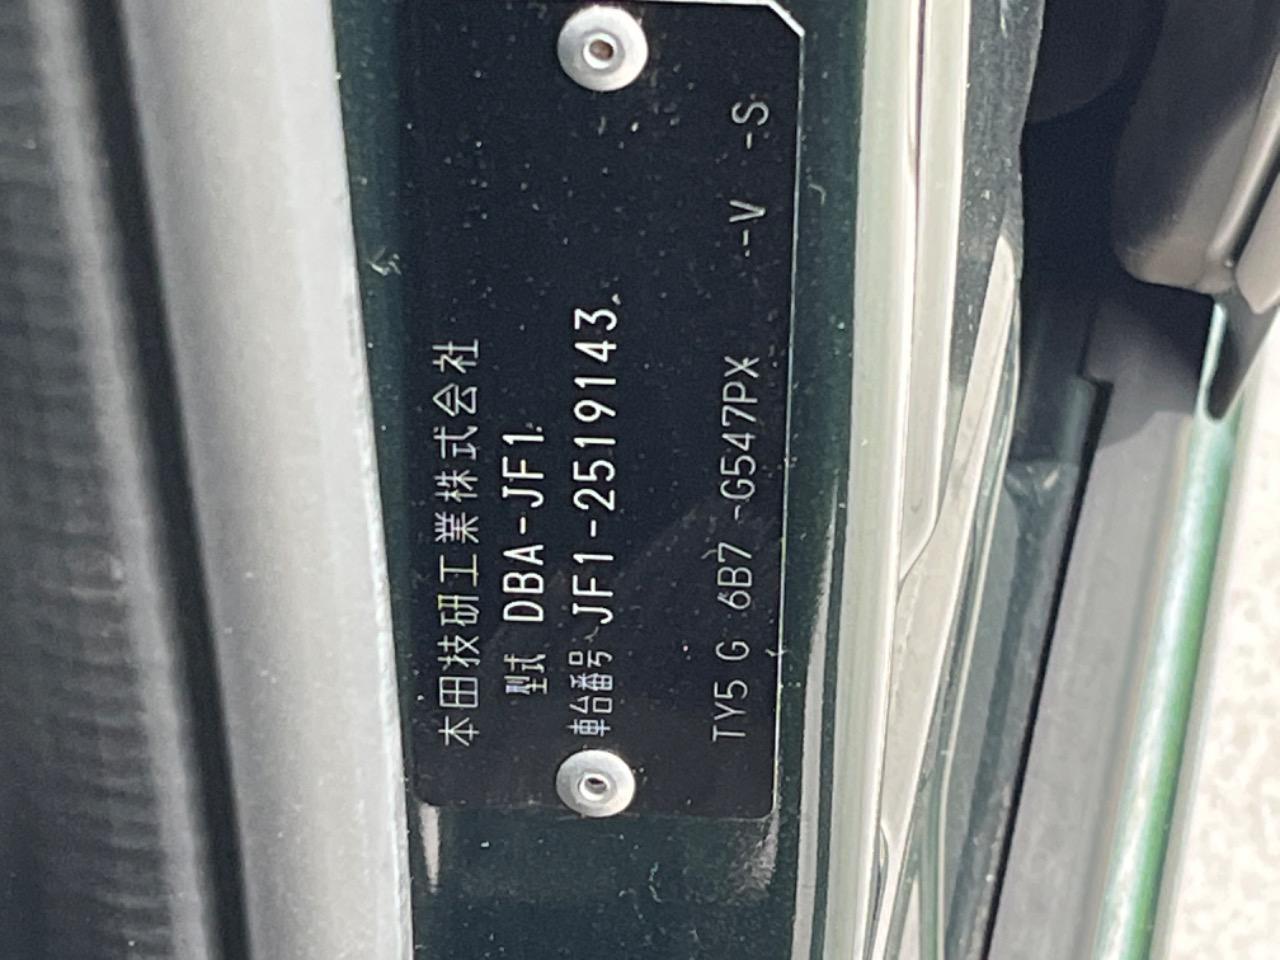 本田技研工業株式会社
型式 DBA-JF1
車台番号 JF1-2519143
TY5 G 6B7 -G547PX --V -S